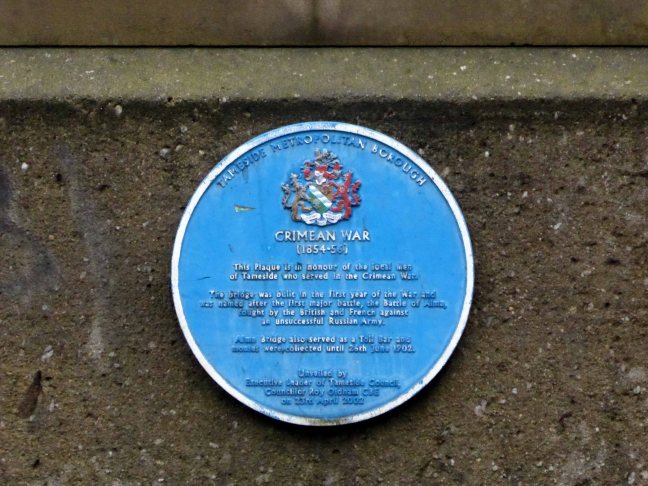 TAMESIDE METROPOLITAN BOROUGH
CRIMEAN WAR
(1854-56)
This Plaque is in honour of the local men
of Tameside who served in the Crimean War.
The Bridge was built in the first year of the War and
was named after the first major battle, the Battle of Alma,
fought by the British and French against
an unsuccessful Russian Army.
Alma Bridge also served as a Toll Bar and
monies were collected until 26th June 1902.
Unveiled by
Executive Leader of Tameside Council,
Councillor Roy Oldham CBE
on 23rd April 2002